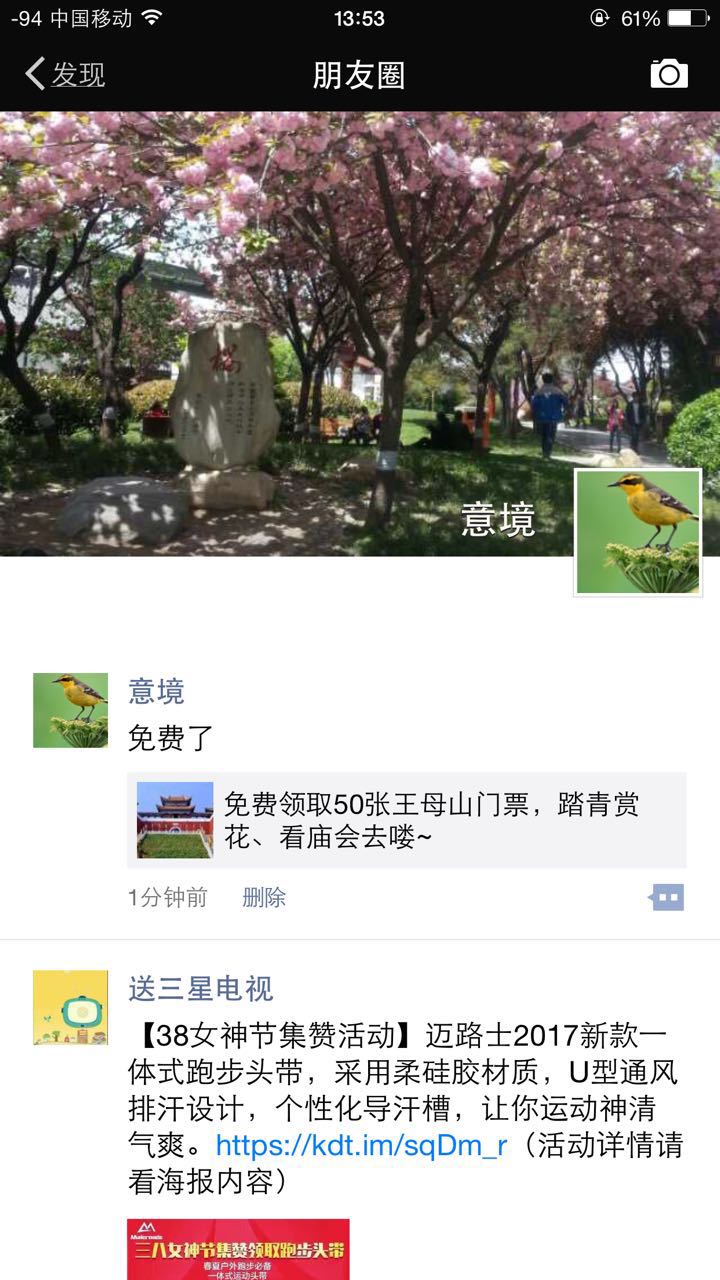 -94 中国移动 13:53 61%
发现 朋友圈
櫻
意境
意境
免费了
免费领取50张王母山门票，踏青赏
花、看庙会去喽~
1分钟前 删除
送三星电视
【38女神节集赞活动】迈路士2017新款一
体式跑步头带，采用柔硅胶材质，U型通风
排汗设计，个性化导汗槽，让你运动神清
气爽。https://kdt.im/sqDm_r（活动详情请
看海报内容）
三八女神节集赞领取跑步头带
春夏户外跑步必备
一体式运动头带